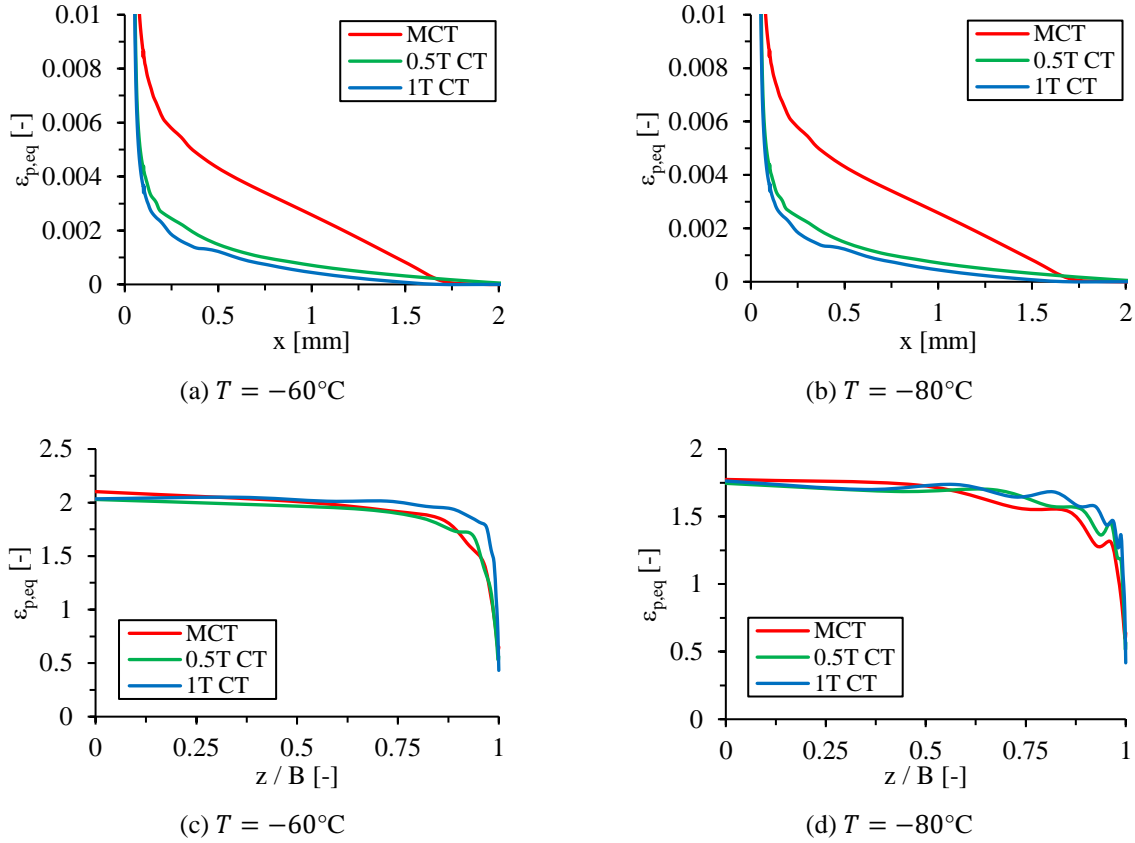 0.01
0.008
0.006
0.004
0.002
0
ε p,eq [-]
MCT
0.5T CT
1T CT
0 0.5 1 1.5 2
x [mm]
(a) T = −60°C
0.01
0.008
0.006
0.004
0.002
0
ε p,eq [-]
MCT
0.5T CT
1T CT
0 0.5 1 1.5 2
x [mm]
(b) T = −80°C
2.5
2
1.5
1
0.5
0
ε p,eq [-]
MCT
0.5T CT
1T CT
0 0.25 0.5 0.75 1
z / B [-]
(c) T = −60°C
2
1.5
1
0.5
0
ε p,eq [-]
MCT
0.5T CT
1T CT
0 0.25 0.5 0.75 1
z / B [-]
(d) T = −80°C